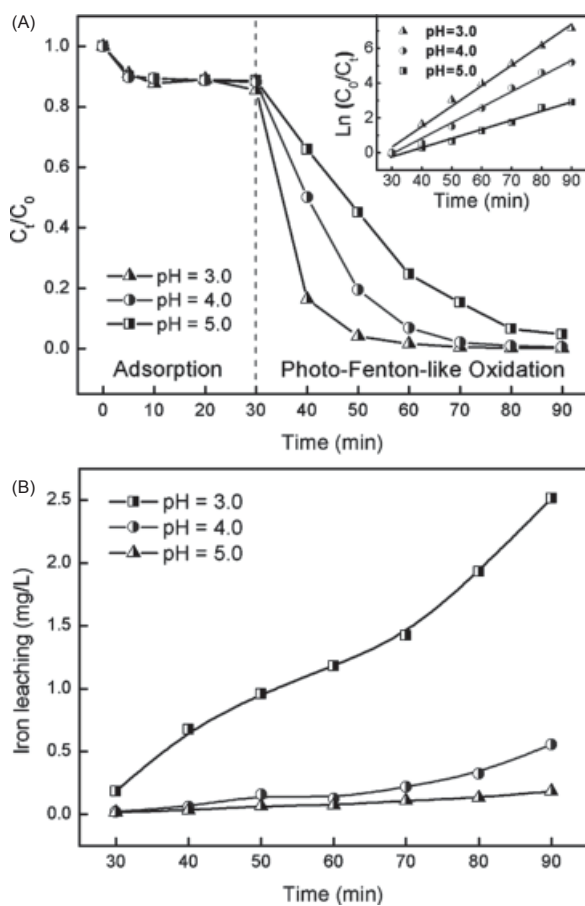 (A)
1.0
0.8
0.6
0.4
0.2
0.0
Cₜ/C₀
pH = 3.0
pH = 4.0
pH = 5.0
Adsorption
Photo-Fenton-like Oxidation
0 10 20 30 40 50 60 70 80 90
Time (min)
Ln (C₀/Cₜ)
6
4
2
0
pH=3.0
pH=4.0
pH=5.0
30 40 50 60 70 80 90
Time (min)
(B)
2.5
2.0
1.5
1.0
0.5
0.0
Iron leaching (mg/L)
pH = 3.0
pH = 4.0
pH = 5.0
30 40 50 60 70 80 90
Time (min)